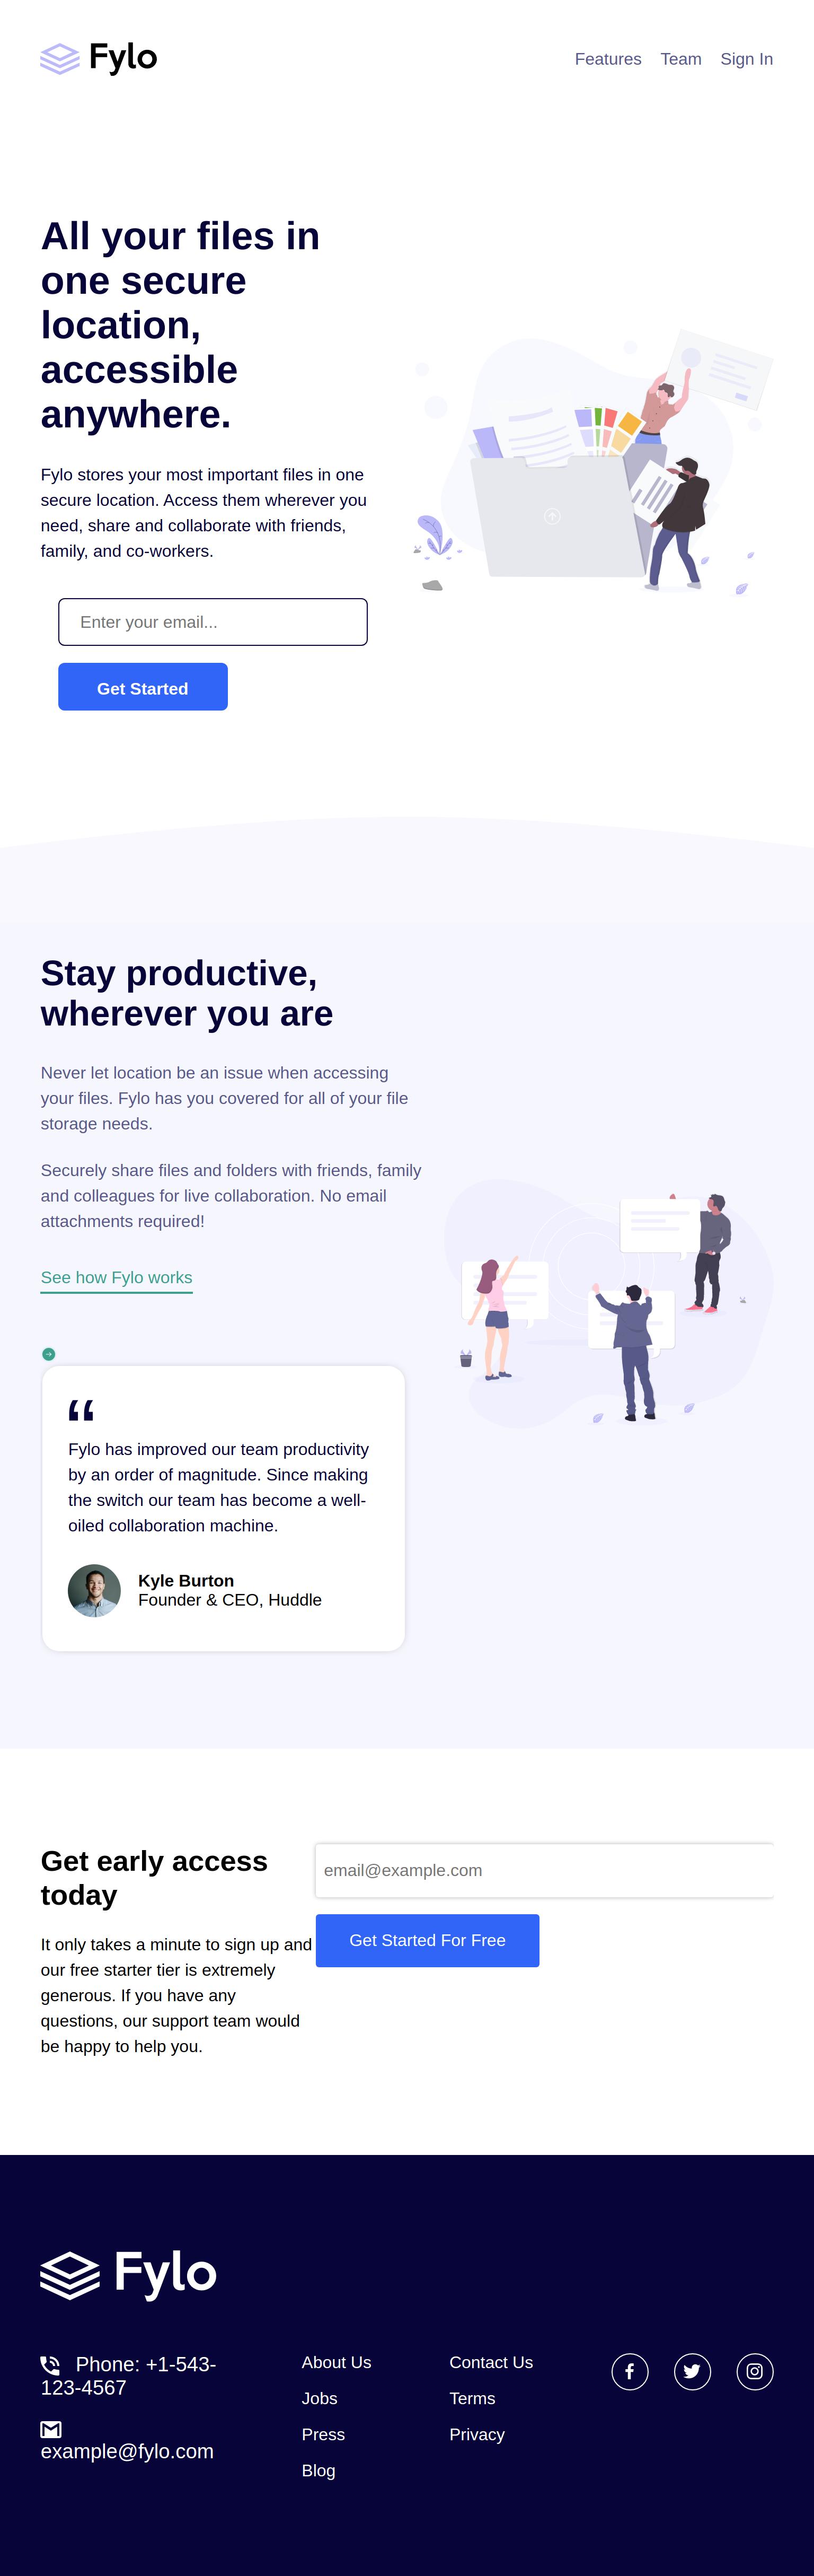 Fylo
Features Team Sign In
All your files in
one secure
location,
accessible
anywhere.
Fylo stores your most important files in one
secure location. Access them wherever you
need, share and collaborate with friends,
family, and co-workers.
Enter your email...
Get Started
Stay productive,
wherever you are
Never let location be an issue when accessing
your files. Fylo has you covered for all of your file
storage needs.
Securely share files and folders with friends, family
and colleagues for live collaboration. No email
attachments required!
See how Fylo works
“
Fylo has improved our team productivity
by an order of magnitude. Since making
the switch our team has become a well-
oiled collaboration machine.
Kyle Burton
Founder & CEO, Huddle
Get early access
today
It only takes a minute to sign up and
our free starter tier is extremely
generous. If you have any
questions, our support team would
be happy to help you.
email@example.com
Get Started For Free
Fylo
Phone: +1-543-
123-4567
example@fylo.com
About Us
Jobs
Press
Blog
Contact Us
Terms
Privacy